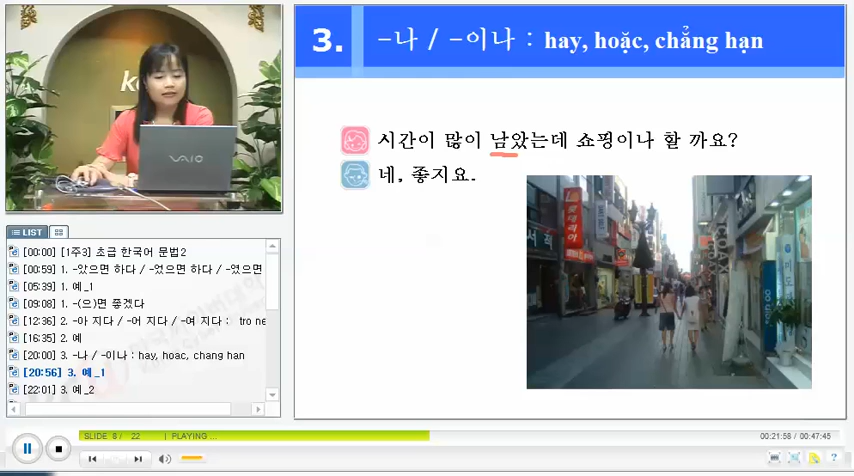 3. -나 / -이나 : hay, hoặc, chẳng hạn
시간이 많이 남았는데 쇼핑이나 할 까요?
네, 좋지요.
VAIO
롯데리아
서적
LIST
[00:00] [1주3] 초급 한국어 문법2
[00:59] 1. -았으면 하다 / -었으면 하다 / -였으면
[05:39] 1. 예_1
[09:08] 1. -(으)면 좋겠다
[12:36] 2. -아 지다 / -어 지다 / -여 지다 : tro ne
[16:35] 2. 예
[20:00] 3. -나 / -이나 : hay, hoac, chang han
[20:56] 3. 예_1
[22:01] 3. 예_2
SLIDE 8 / 22 | PLAYING ...
00:21:58 / 00:47:45